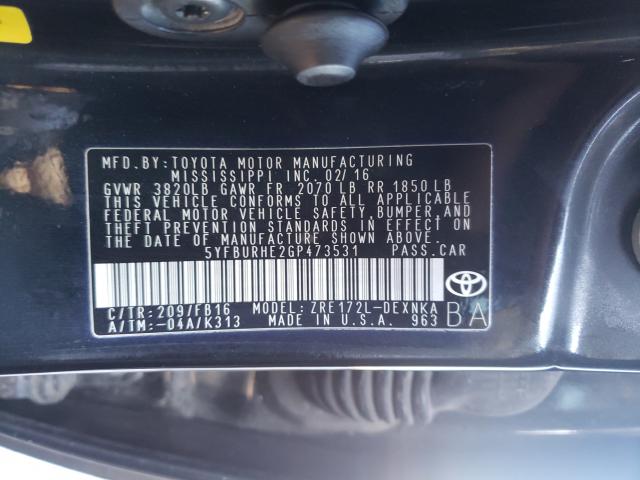 MFD. BY: TOYOTA MOTOR MANUFACTURING
MISSISSIPPI INC. 02/16
GVWR 3820LB GAWR FR 2070 LB RR 1850 LB
THIS VEHICLE CONFORMS TO ALL APPLICABLE
FEDERAL MOTOR VEHICLE SAFETY, BUMPER, AND
THEFT PREVENTION STANDARDS IN EFFECT ON
THE DATE OF MANUFACTURE SHOWN ABOVE.
5YFBURHE2GP473531 PASS. CAR
C/TR: 209/FB16 MODEL: ZRE172L-DEXNKA
A/TM: -04A/K313 MADE IN U.S.A. 963 BA